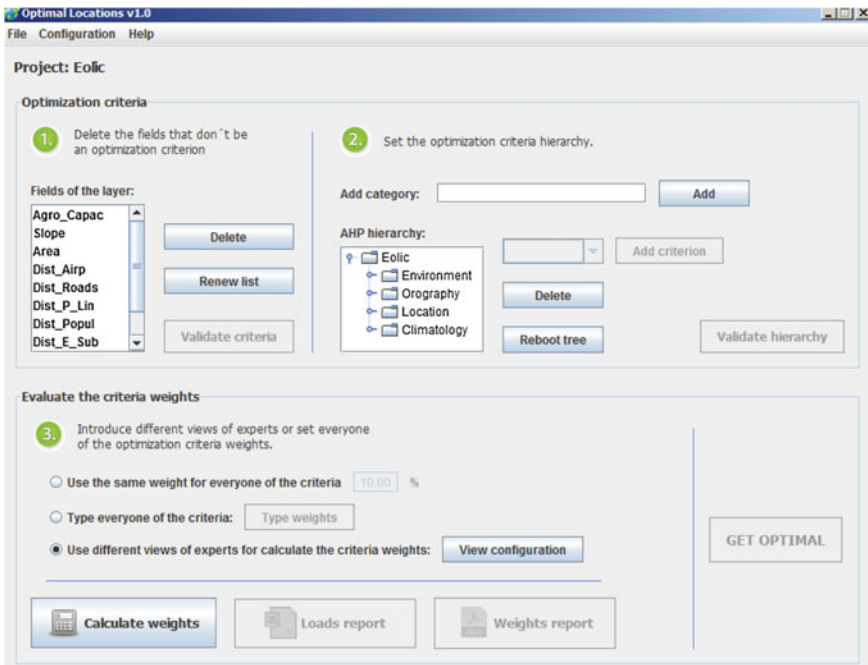 Optimal Locations v1.0
File Configuration Help
Project: Eolic
Optimization criteria
1.
Delete the fields that don´t be
an optimization criterion
Fields of the layer:
Agro_Capac
Slope
Area
Dist_Airp
Dist_Roads
Dist_P_Lin
Dist_Popul
Dist_E_Sub
Delete
Renew list
Validate criteria
2.
Set the optimization criteria hierarchy.
Add category:
Add
AHP hierarchy:
Eolic
Environment
Orography
Location
Climatology
Add criterion
Delete
Reboot tree
Validate hierarchy
Evaluate the criteria weights
3.
Introduce different views of experts or set everyone
of the optimization criteria weights.
Use the same weight for everyone of the criteria 10,00 %
Type everyone of the criteria: Type weights
Use different views of experts for calculate the criteria weights: View configuration
GET OPTIMAL
Calculate weights
Loads report
Weights report